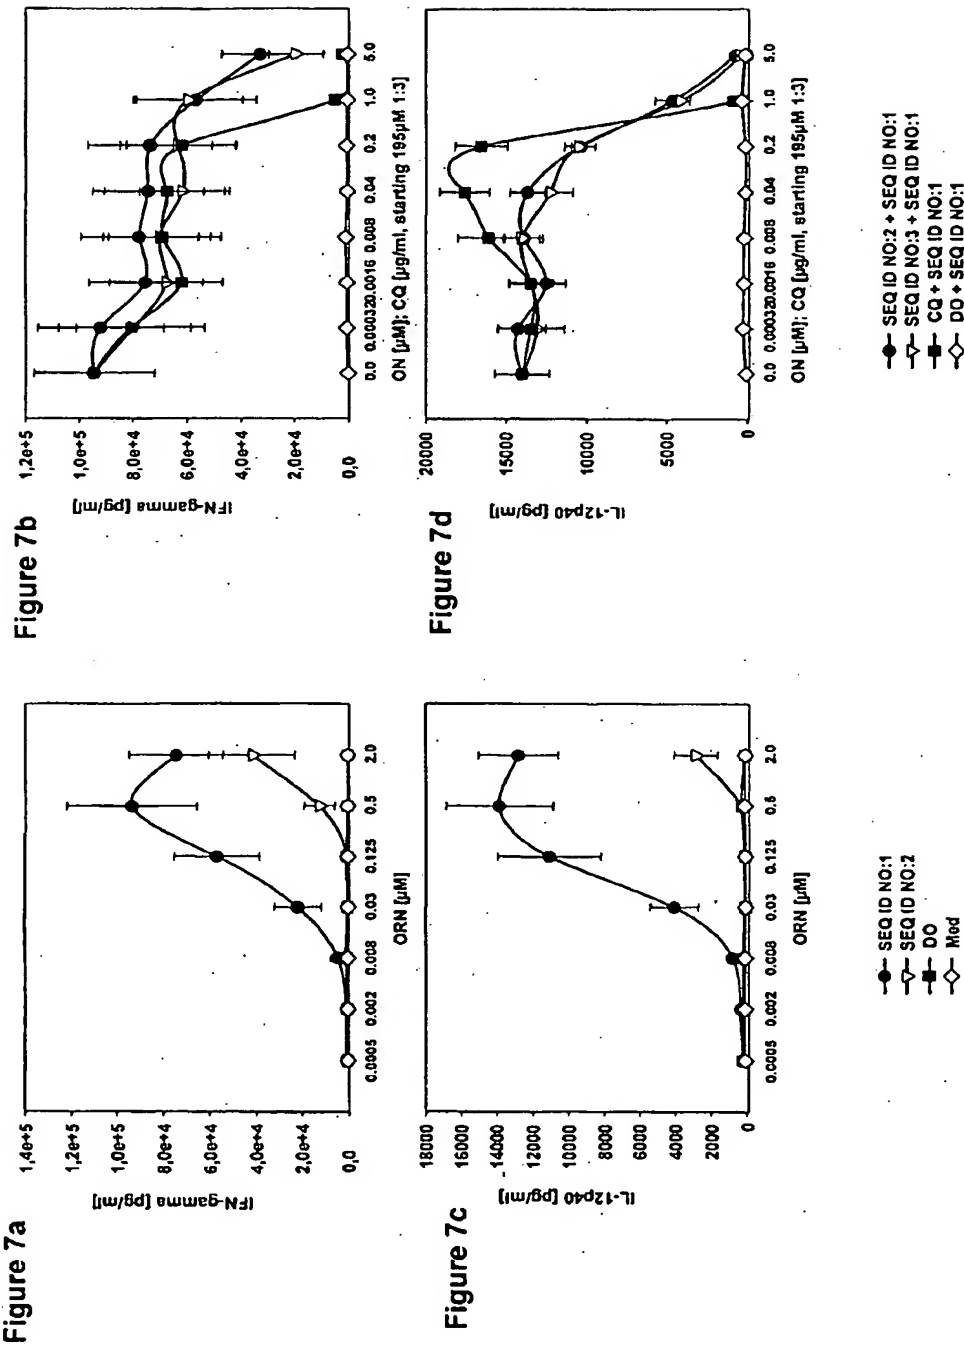 Figure 7a
IFN-gamma [pg/ml]
1,4e+5
1,2e+5
1,0e+5
8,0e+4
6,0e+4
4,0e+4
2,0e+4
0,0
0.0005 0.002 0.008 0.03 0.125 0.5 2.0
ORN [µM]
Figure 7b
IFN-gamma [pg/ml]
1,2e+5
1,0e+5
8,0e+4
6,0e+4
4,0e+4
2,0e+4
0,0
0.0 0.00032 0.0016 0.008 0.04 0.2 1.0 5.0
ON [µM]; CQ [µg/ml, starting 195µM 1:3]
Figure 7c
IL-12p40 [pg/ml]
18000
16000
14000
12000
10000
8000
6000
4000
2000
0
0.0005 0.002 0.008 0.03 0.125 0.5 2.0
ORN [µM]
SEQ ID NO:1
SEQ ID NO:2
DO
Med
Figure 7d
IL-12p40 [pg/ml]
20000
15000
10000
5000
0
0.0 0.00032 0.0016 0.008 0.04 0.2 1.0 5.0
ON [µM]; CQ [µg/ml, starting 195µM 1:3]
SEQ ID NO:2 + SEQ ID NO:1
SEQ ID NO:3 + SEQ ID NO:1
CQ + SEQ ID NO:1
DO + SEQ ID NO:1